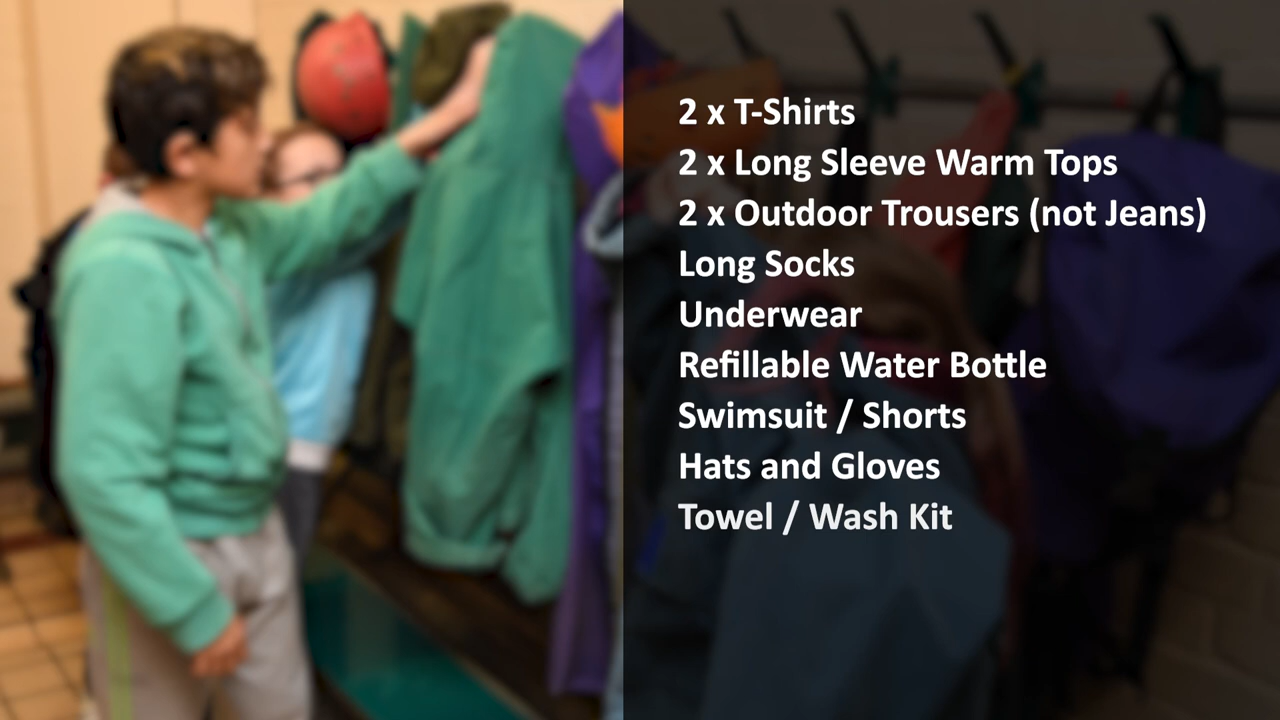 2 x T-Shirts
2 x Long Sleeve Warm Tops
2 x Outdoor Trousers (not Jeans)
Long Socks
Underwear
Refillable Water Bottle
Swimsuit / Shorts
Hats and Gloves
Towel / Wash Kit